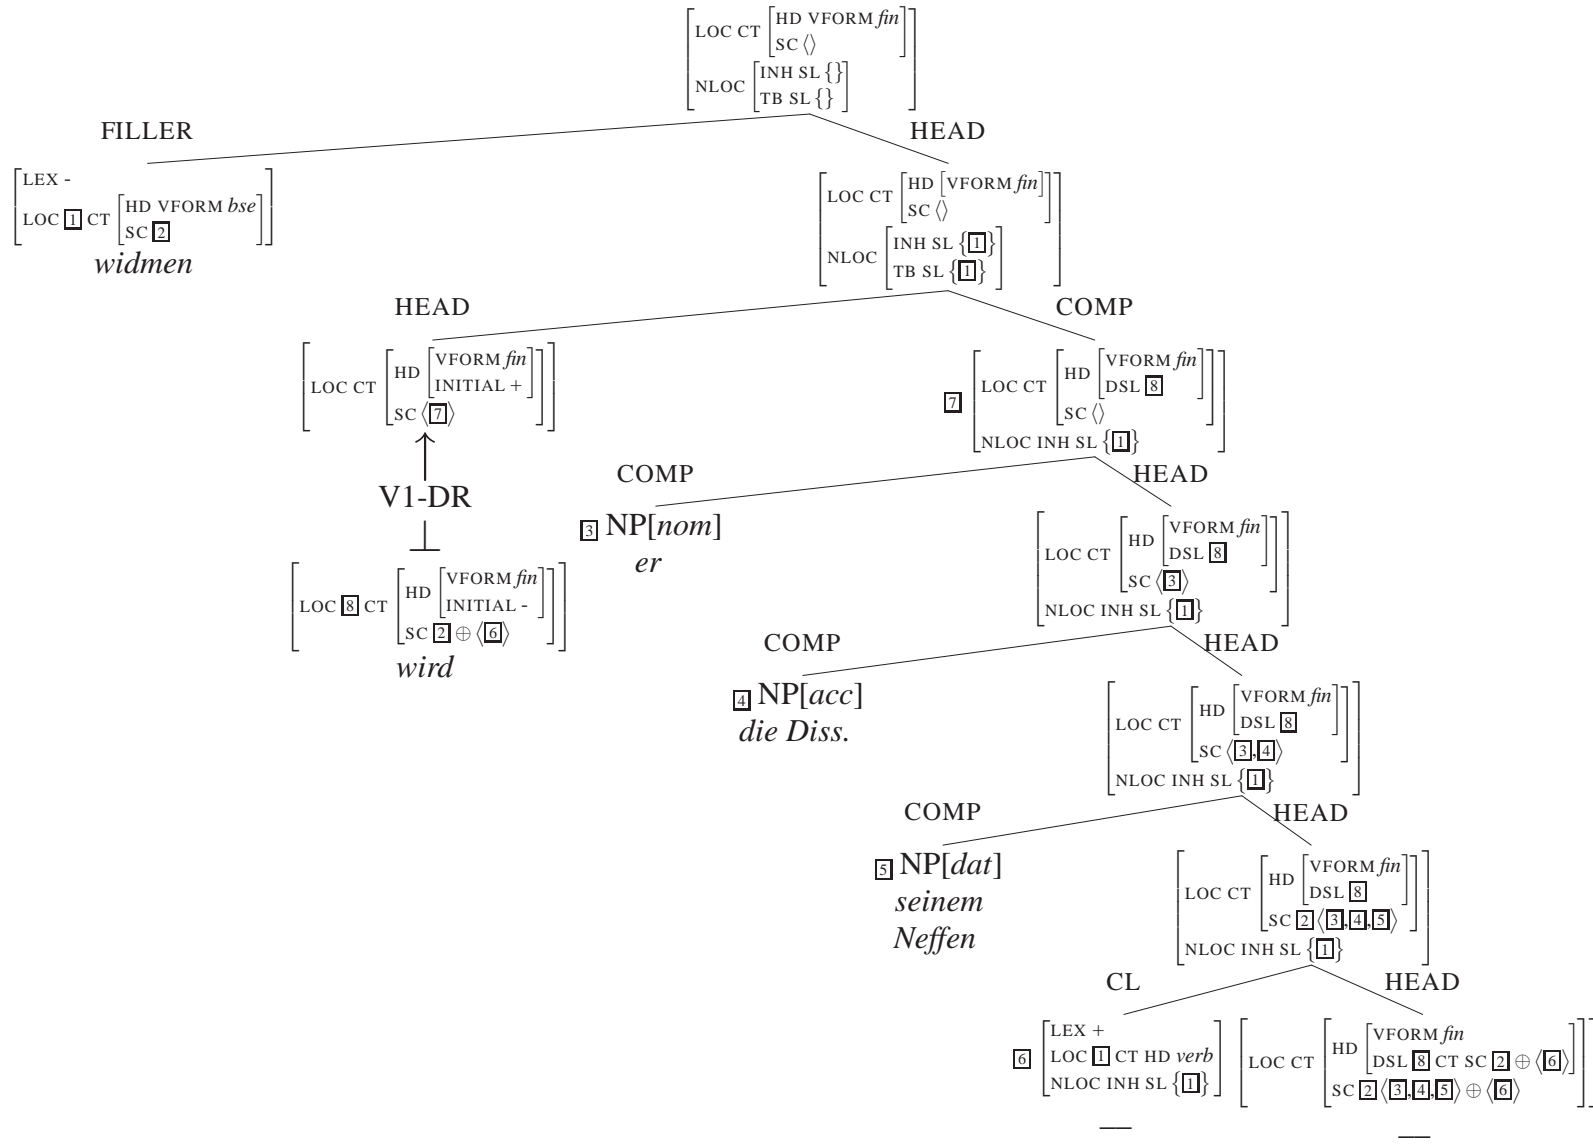 LOC CT [HD VFORM fin
SC ⟨⟩]
NLOC [INH SL {}
TB SL {}]
FILLER HEAD
LEX -
LOC 1 CT [HD VFORM bse
SC 2]
widmen
LOC CT [HD [VFORM fin]
SC ⟨⟩]
NLOC [INH SL {1}
TB SL {1}]
HEAD COMP
LOC CT [HD [VFORM fin
INITIAL +]
SC ⟨7⟩]
V1-DR
LOC 8 CT [HD [VFORM fin
INITIAL -]
SC 2 ⊕ ⟨6⟩]
wird
7 [LOC CT [HD [VFORM fin
DSL 8]
SC ⟨⟩]
NLOC INH SL {1}]
COMP HEAD
3 NP[nom]
er
LOC CT [HD [VFORM fin
DSL 8]
SC ⟨3⟩]
NLOC INH SL {1}
COMP HEAD
4 NP[acc]
die Diss.
LOC CT [HD [VFORM fin
DSL 8]
SC ⟨3,4⟩]
NLOC INH SL {1}
COMP HEAD
5 NP[dat]
seinem
Neffen
LOC CT [HD [VFORM fin
DSL 8]
SC 2 ⟨3,4,5⟩]
NLOC INH SL {1}
CL HEAD
6 [LEX +
LOC 1 CT HD verb
NLOC INH SL {1}]
LOC CT [HD [VFORM fin
DSL 8 CT SC 2 ⊕ ⟨6⟩]
SC 2 ⟨3,4,5⟩ ⊕ ⟨6⟩]